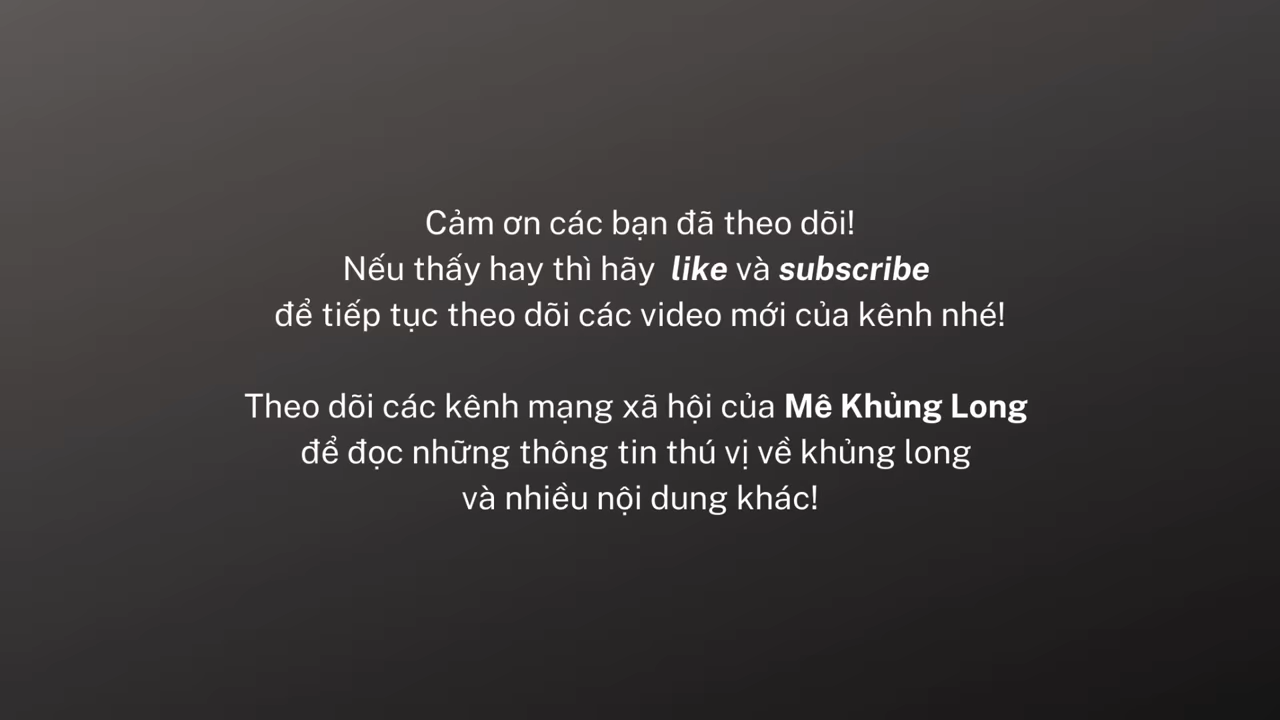 Cảm ơn các bạn đã theo dõi!
Nếu thấy hay thì hãy like và subscribe
để tiếp tục theo dõi các video mới của kênh nhé!
Theo dõi các kênh mạng xã hội của Mê Khủng Long
để đọc những thông tin thú vị về khủng long
và nhiều nội dung khác!